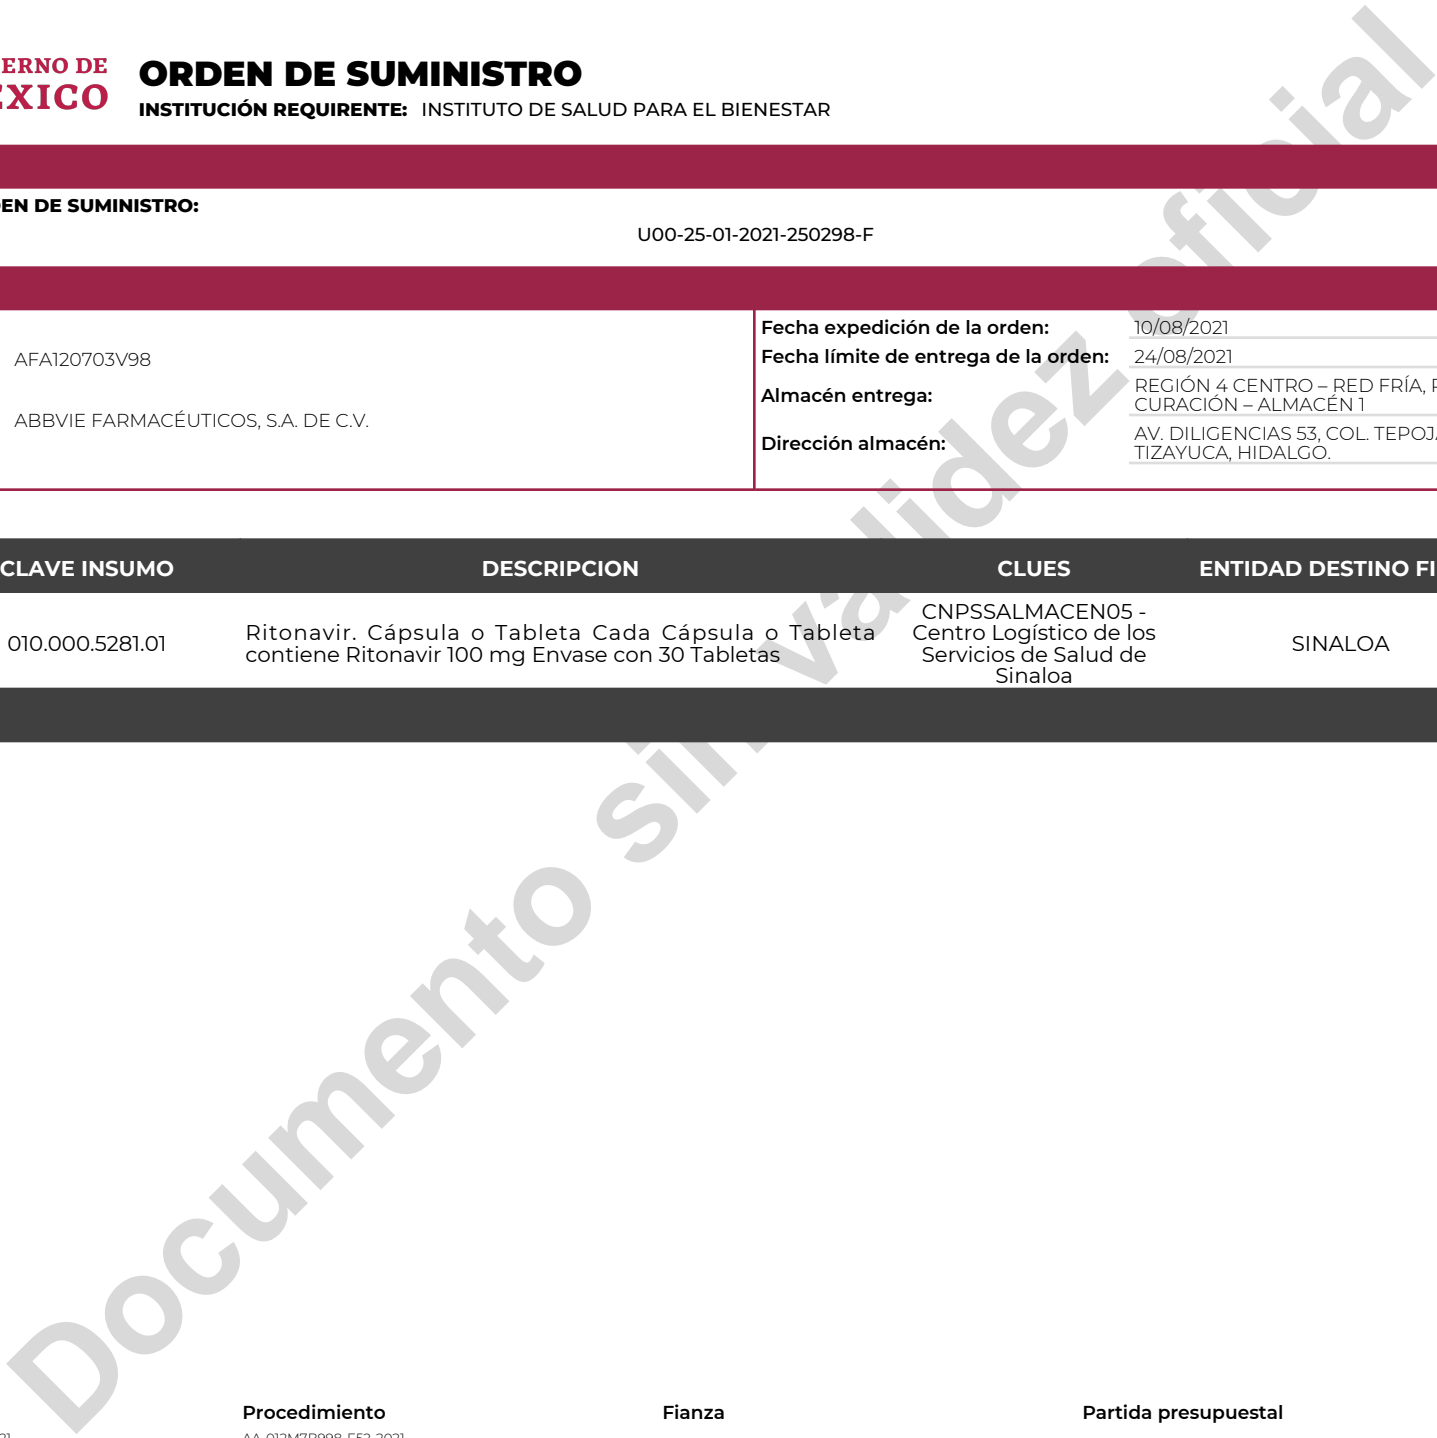 ERNO DE
ÉXICO
ORDEN DE SUMINISTRO
INSTITUCIÓN REQUIRENTE: INSTITUTO DE SALUD PARA EL BIENESTAR
EN DE SUMINISTRO:
U00-25-01-2021-250298-F
AFA120703V98
ABBVIE FARMACÉUTICOS, S.A. DE C.V.
Fecha expedición de la orden: 10/08/2021
Fecha límite de entrega de la orden: 24/08/2021
Almacén entrega: REGIÓN 4 CENTRO – RED FRÍA,
CURACIÓN – ALMACÉN 1
Dirección almacén: AV. DILIGENCIAS 53, COL. TEPOJ
TIZAYUCA, HIDALGO.
CLAVE INSUMO DESCRIPCION CLUES ENTIDAD DESTINO FI
010.000.5281.01
Ritonavir. Cápsula o Tableta Cada Cápsula o Tableta
contiene Ritonavir 100 mg Envase con 30 Tabletas
CNPSSALMACEN05 -
Centro Logístico de los
Servicios de Salud de
Sinaloa
SINALOA
Documento sin validez oficial
Procedimiento Fianza Partida presupuestal